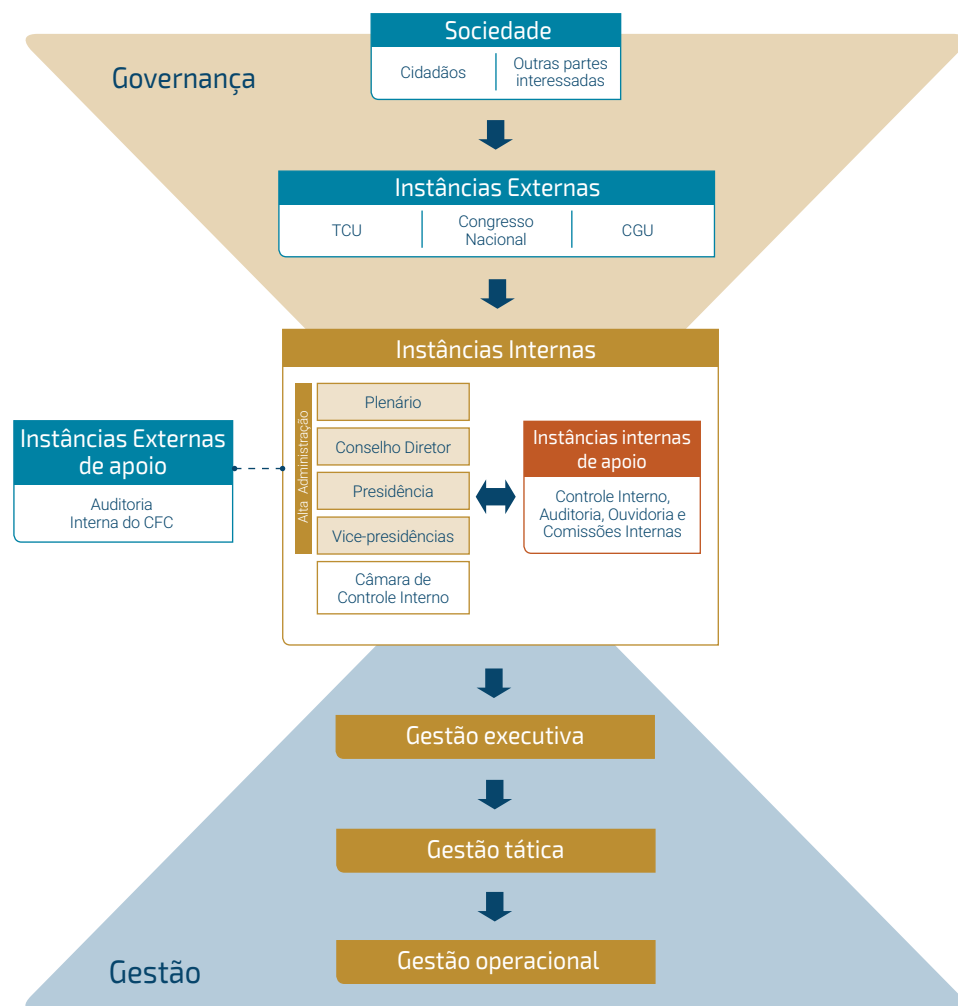 Sociedade
Cidadãos
Outras partes
interessadas
Governança
Instâncias Externas
TCU
Congresso
Nacional
CGU
Instâncias Internas
Alta Administração
Plenário
Conselho Diretor
Presidência
Vice-presidências
Câmara de
Controle Interno
Instâncias Externas
de apoio
Auditoria
Interna do CFC
Instâncias internas
de apoio
Controle Interno,
Auditoria, Ouvidoria e
Comissões Internas
Gestão executiva
Gestão tática
Gestão operacional
Gestão